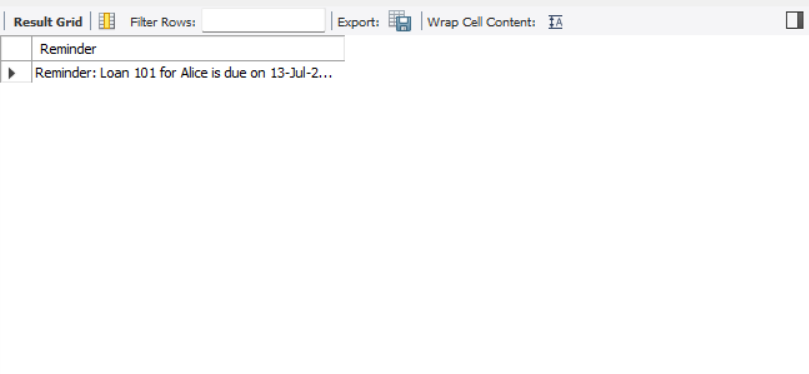 Result Grid Filter Rows: Export: Wrap Cell Content: IA
Reminder
Reminder: Loan 101 for Alice is due on 13-Jul-2...